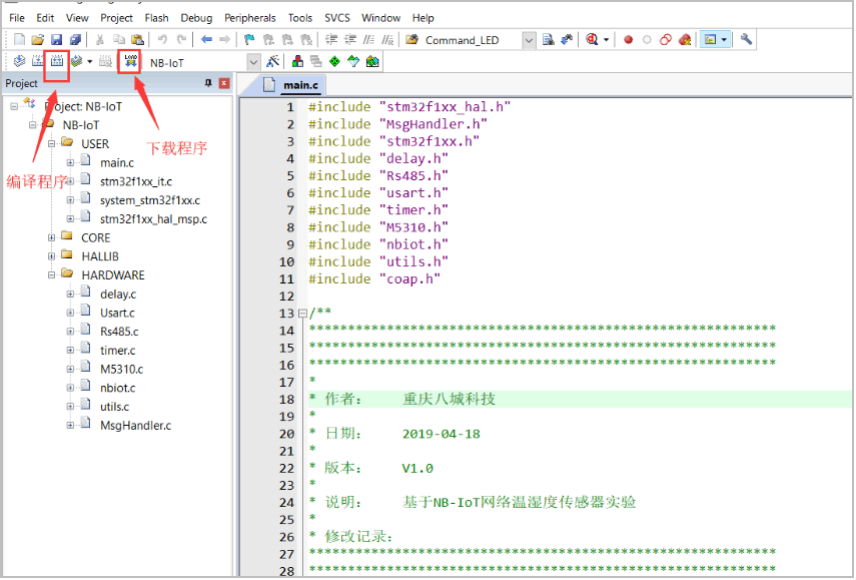 File Edit View Project Flash Debug Peripherals Tools SVCS Window Help
Command_LED
LOAD
NB-IoT
Project
main.c
Project: NB-IoT
NB-IoT
USER
main.c
stm32f1xx_it.c
system_stm32f1xx.c
stm32f1xx_hal_msp.c
CORE
HALLIB
HARDWARE
delay.c
Usart.c
Rs485.c
timer.c
M5310.c
nbiot.c
utils.c
MsgHandler.c
编译程序
下载程序
1 #include "stm32f1xx_hal.h"
2 #include "MsgHandler.h"
3 #include "stm32f1xx.h"
4 #include "delay.h"
5 #include "Rs485.h"
6 #include "usart.h"
7 #include "timer.h"
8 #include "M5310.h"
9 #include "nbiot.h"
10 #include "utils.h"
11 #include "coap.h"
12
13 /**
14 ************************************************************
15 ************************************************************
16 ************************************************************
17 *
18 * 作者: 重庆八城科技
19 *
20 * 日期: 2019-04-18
21 *
22 * 版本: V1.0
23 *
24 * 说明: 基于NB-IoT网络温湿度传感器实验
25 *
26 * 修改记录:
27 ************************************************************
28 ************************************************************